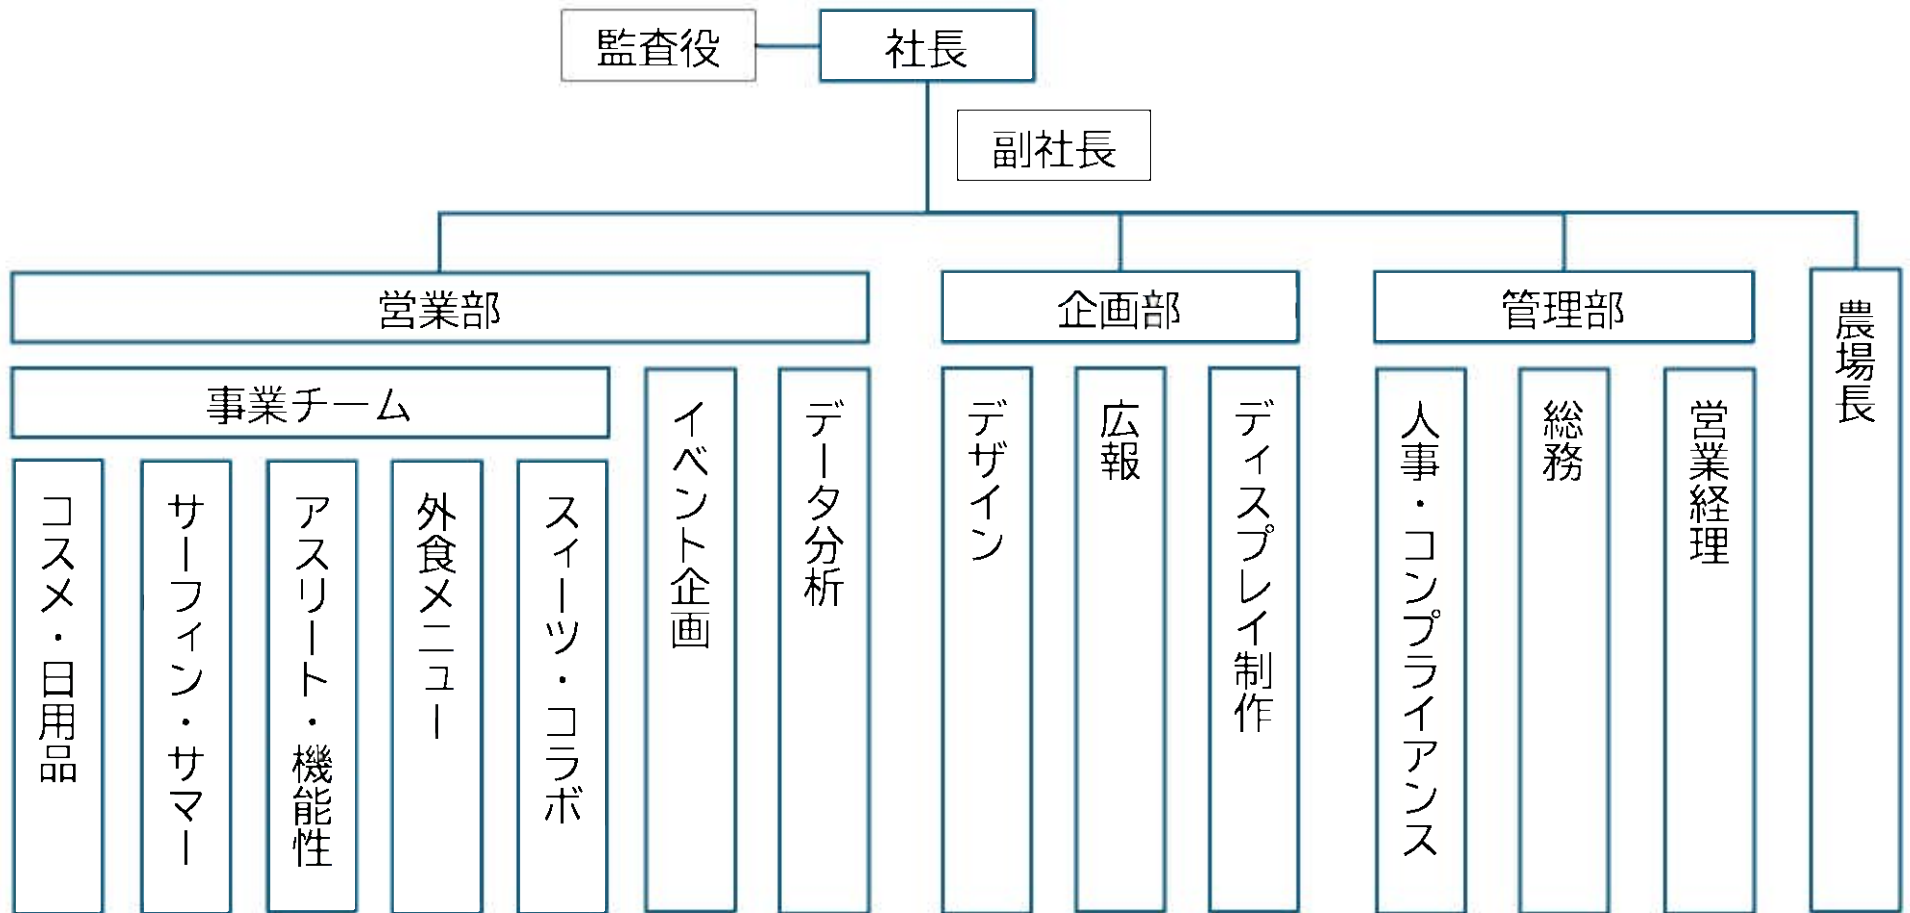 監査役
社長
副社長
営業部
企画部
管理部
農場長
事業チーム
イベント企画
データ分析
デザイン
広報
ディスプレイ制作
人事・コンプライアンス
総務
営業経理
コスメ・日用品
サーフィン・サマー
アスリート・機能性
外食メニュー
スィーツ・コラボ